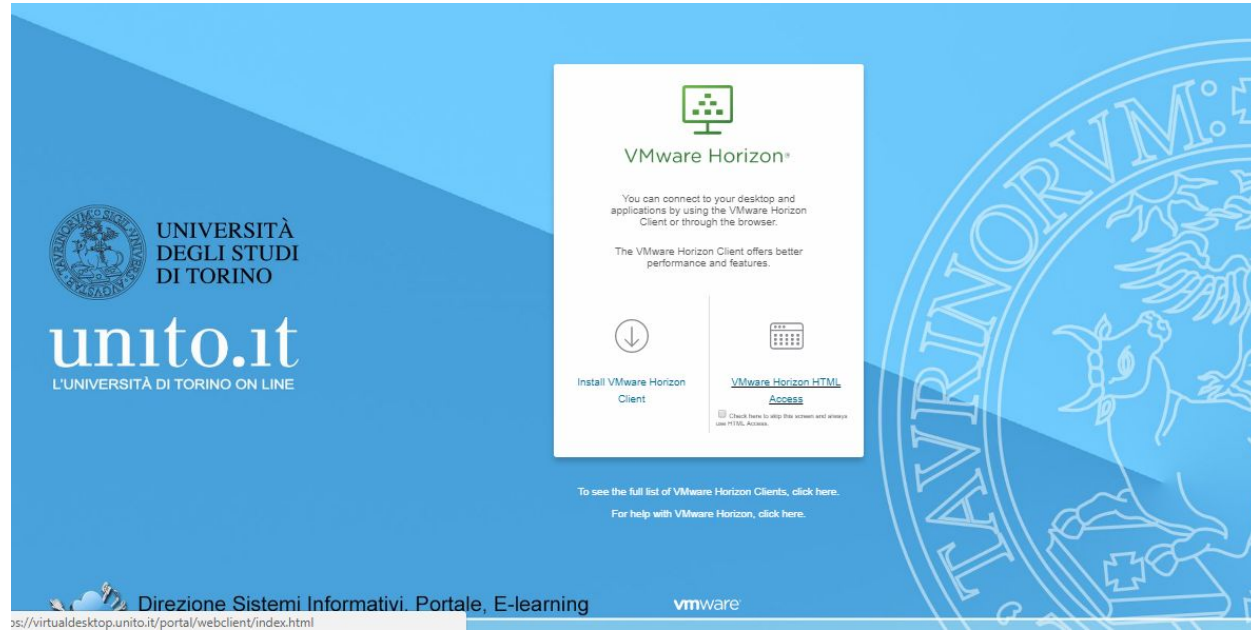 UNIVERSITÀ
DEGLI STUDI
DI TORINO
unito.it
L'UNIVERSITÀ DI TORINO ON LINE
VMware Horizon®
You can connect to your desktop and
applications by using the VMware Horizon
Client or through the browser.
The VMware Horizon Client offers better
performance and features.
Install VMware Horizon
Client
VMware Horizon HTML
Access
Check here to skip this screen and always
use HTML Access.
To see the full list of VMware Horizon Clients, click here.
For help with VMware Horizon, click here.
TAVRINORVM:
Direzione Sistemi Informativi, Portale, E-learning
vmware
ps://virtualdesktop.unito.it/portal/webclient/index.html